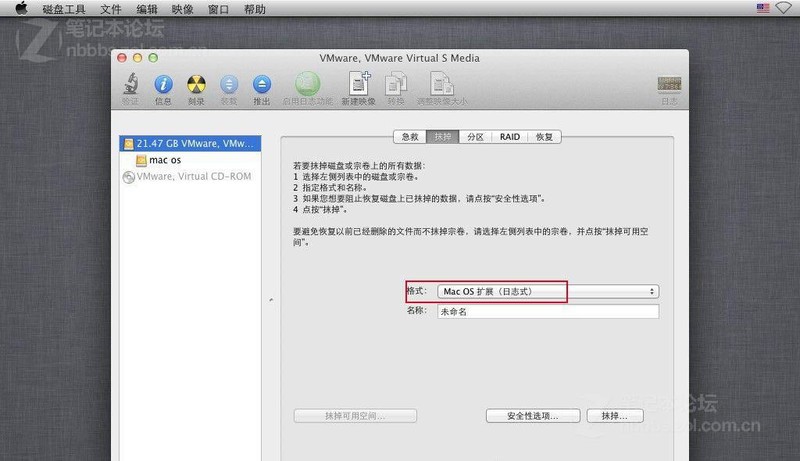 磁盘工具 文件 编辑 映像 窗口 帮助
笔记本论坛
VMware, VMware Virtual S Media
验证 信息 刻录 装载 推出 启用日志功能 新建映像 转换 调整映像大小 日志
21.47 GB VMware, VMw...
mac os
VMware, Virtual CD-ROM
急救 抹掉 分区 RAID 恢复
若要抹掉磁盘或宗卷上的所有数据:
1 选择左侧列表中的磁盘或宗卷。
2 指定格式和名称。
3 如果您想要阻止恢复磁盘上已抹掉的数据，请点按“安全性选项”。
4 点按“抹掉”。
要避免恢复以前已经删除的文件而不抹掉宗卷，请选择左侧列表中的宗卷，并点按“抹掉可用空
间”。
格式: Mac OS 扩展（日志式）
名称: 未命名
抹掉可用空间... 安全性选项... 抹掉...
笔记本论坛